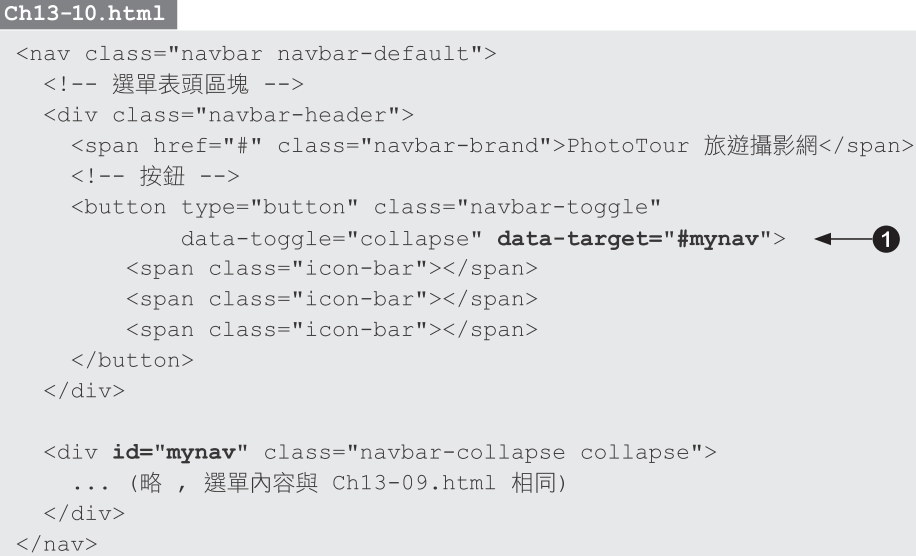 Ch13-10.html
<nav class="navbar navbar-default">
  <!-- 選單表頭區塊 -->
  <div class="navbar-header">
    <span href="#" class="navbar-brand">PhotoTour 旅遊攝影網</span>
    <!-- 按鈕 -->
    <button type="button" class="navbar-toggle"
            data-toggle="collapse" data-target="#mynav"> ❶
        <span class="icon-bar"></span>
        <span class="icon-bar"></span>
        <span class="icon-bar"></span>
    </button>
  </div>

  <div id="mynav" class="navbar-collapse collapse">
    ... (略 , 選單內容與 Ch13-09.html 相同)
  </div>
</nav>